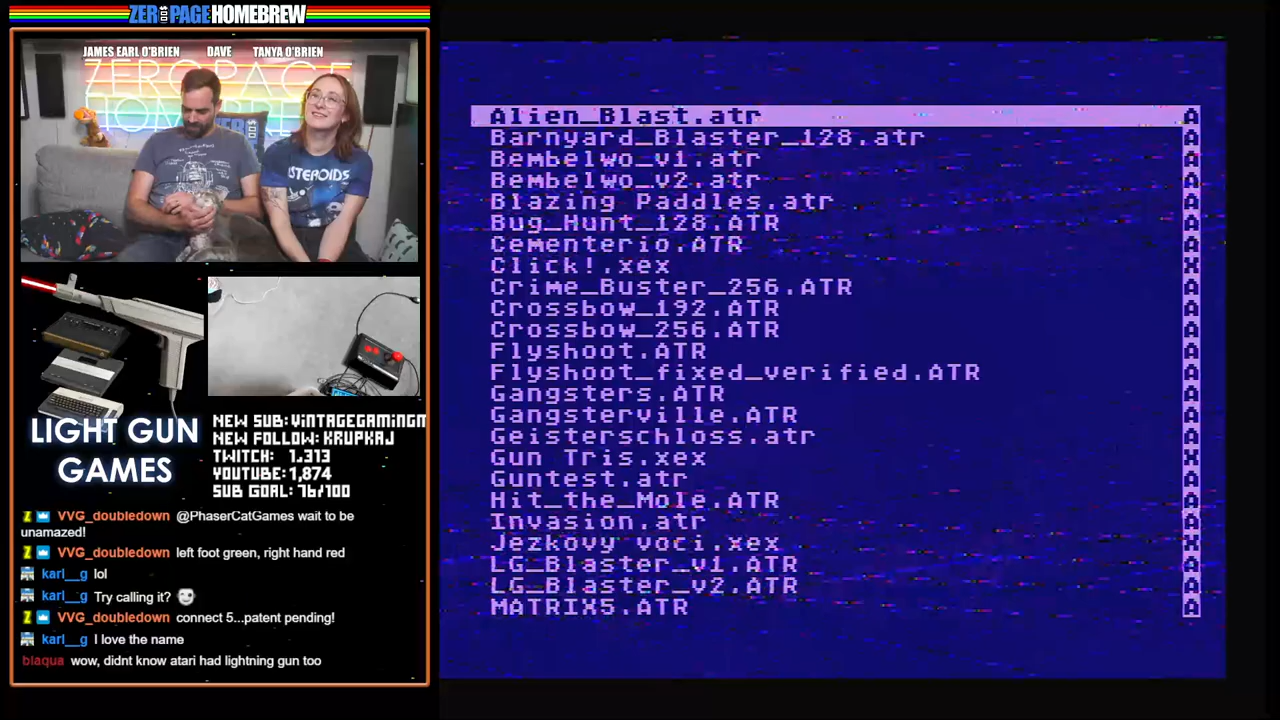 ZEROPAGE HOMEBREW
JAMES EARL O'BRIEN DAVE TANYA O'BRIEN
ZERO PAGE
ASTEROIDS
LIGHT GUN
GAMES
NEW SUB: VINTAGEGAMINGM
NEW FOLLOW: KRUPKAJ
TWITCH: 1,313
YOUTUBE: 1,874
SUB GOAL: 76/100
VVG_doubledown @PhaserCatGames wait to be
unamazed!
VVG_doubledown left foot green, right hand red
karl__g lol
karl__g Try calling it?
VVG_doubledown connect 5...patent pending!
karl__g I love the name
blaqua wow, didnt know atari had lightning gun too
Alien_Blast.atr A
Barnyard_Blaster_128.atr A
Bembelwo_v1.atr A
Bembelwo_v2.atr A
Blazing Paddles.atr A
Bug_Hunt_128.ATR A
Cementerio.ATR A
Click!.xex X
Crime_Buster_256.ATR A
Crossbow_192.ATR A
Crossbow_256.ATR A
Flyshoot.ATR A
Flyshoot_fixed_verified.ATR A
Gangsters.ATR A
Gangsterville.ATR A
Geisterschloss.atr A
Gun Tris.xex X
Guntest.atr A
Hit_the_Mole.ATR A
Invasion.atr A
Jezkovy voci.xex X
LG_Blaster_v1.ATR A
LG_Blaster_v2.ATR A
MATRIX5.ATR A